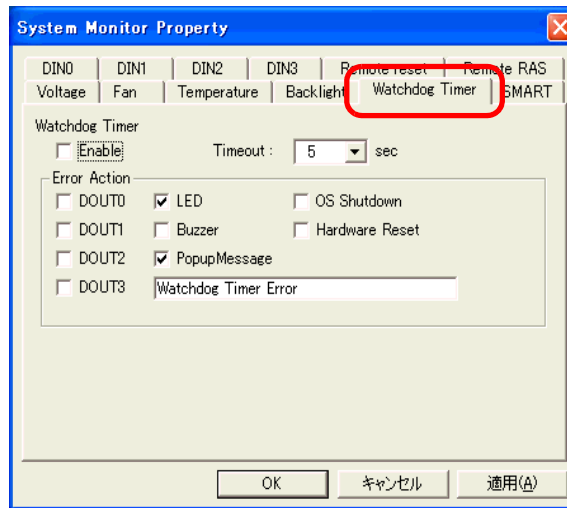 System Monitor Property
DIN0 DIN1 DIN2 DIN3 Remote reset Remote RAS
Voltage Fan Temperature Backlight Watchdog Timer SMART
Watchdog Timer
Enable Timeout : 5 sec
Error Action
DOUT0 LED OS Shutdown
DOUT1 Buzzer Hardware Reset
DOUT2 PopupMessage
DOUT3 Watchdog Timer Error
OK キャンセル 適用(A)